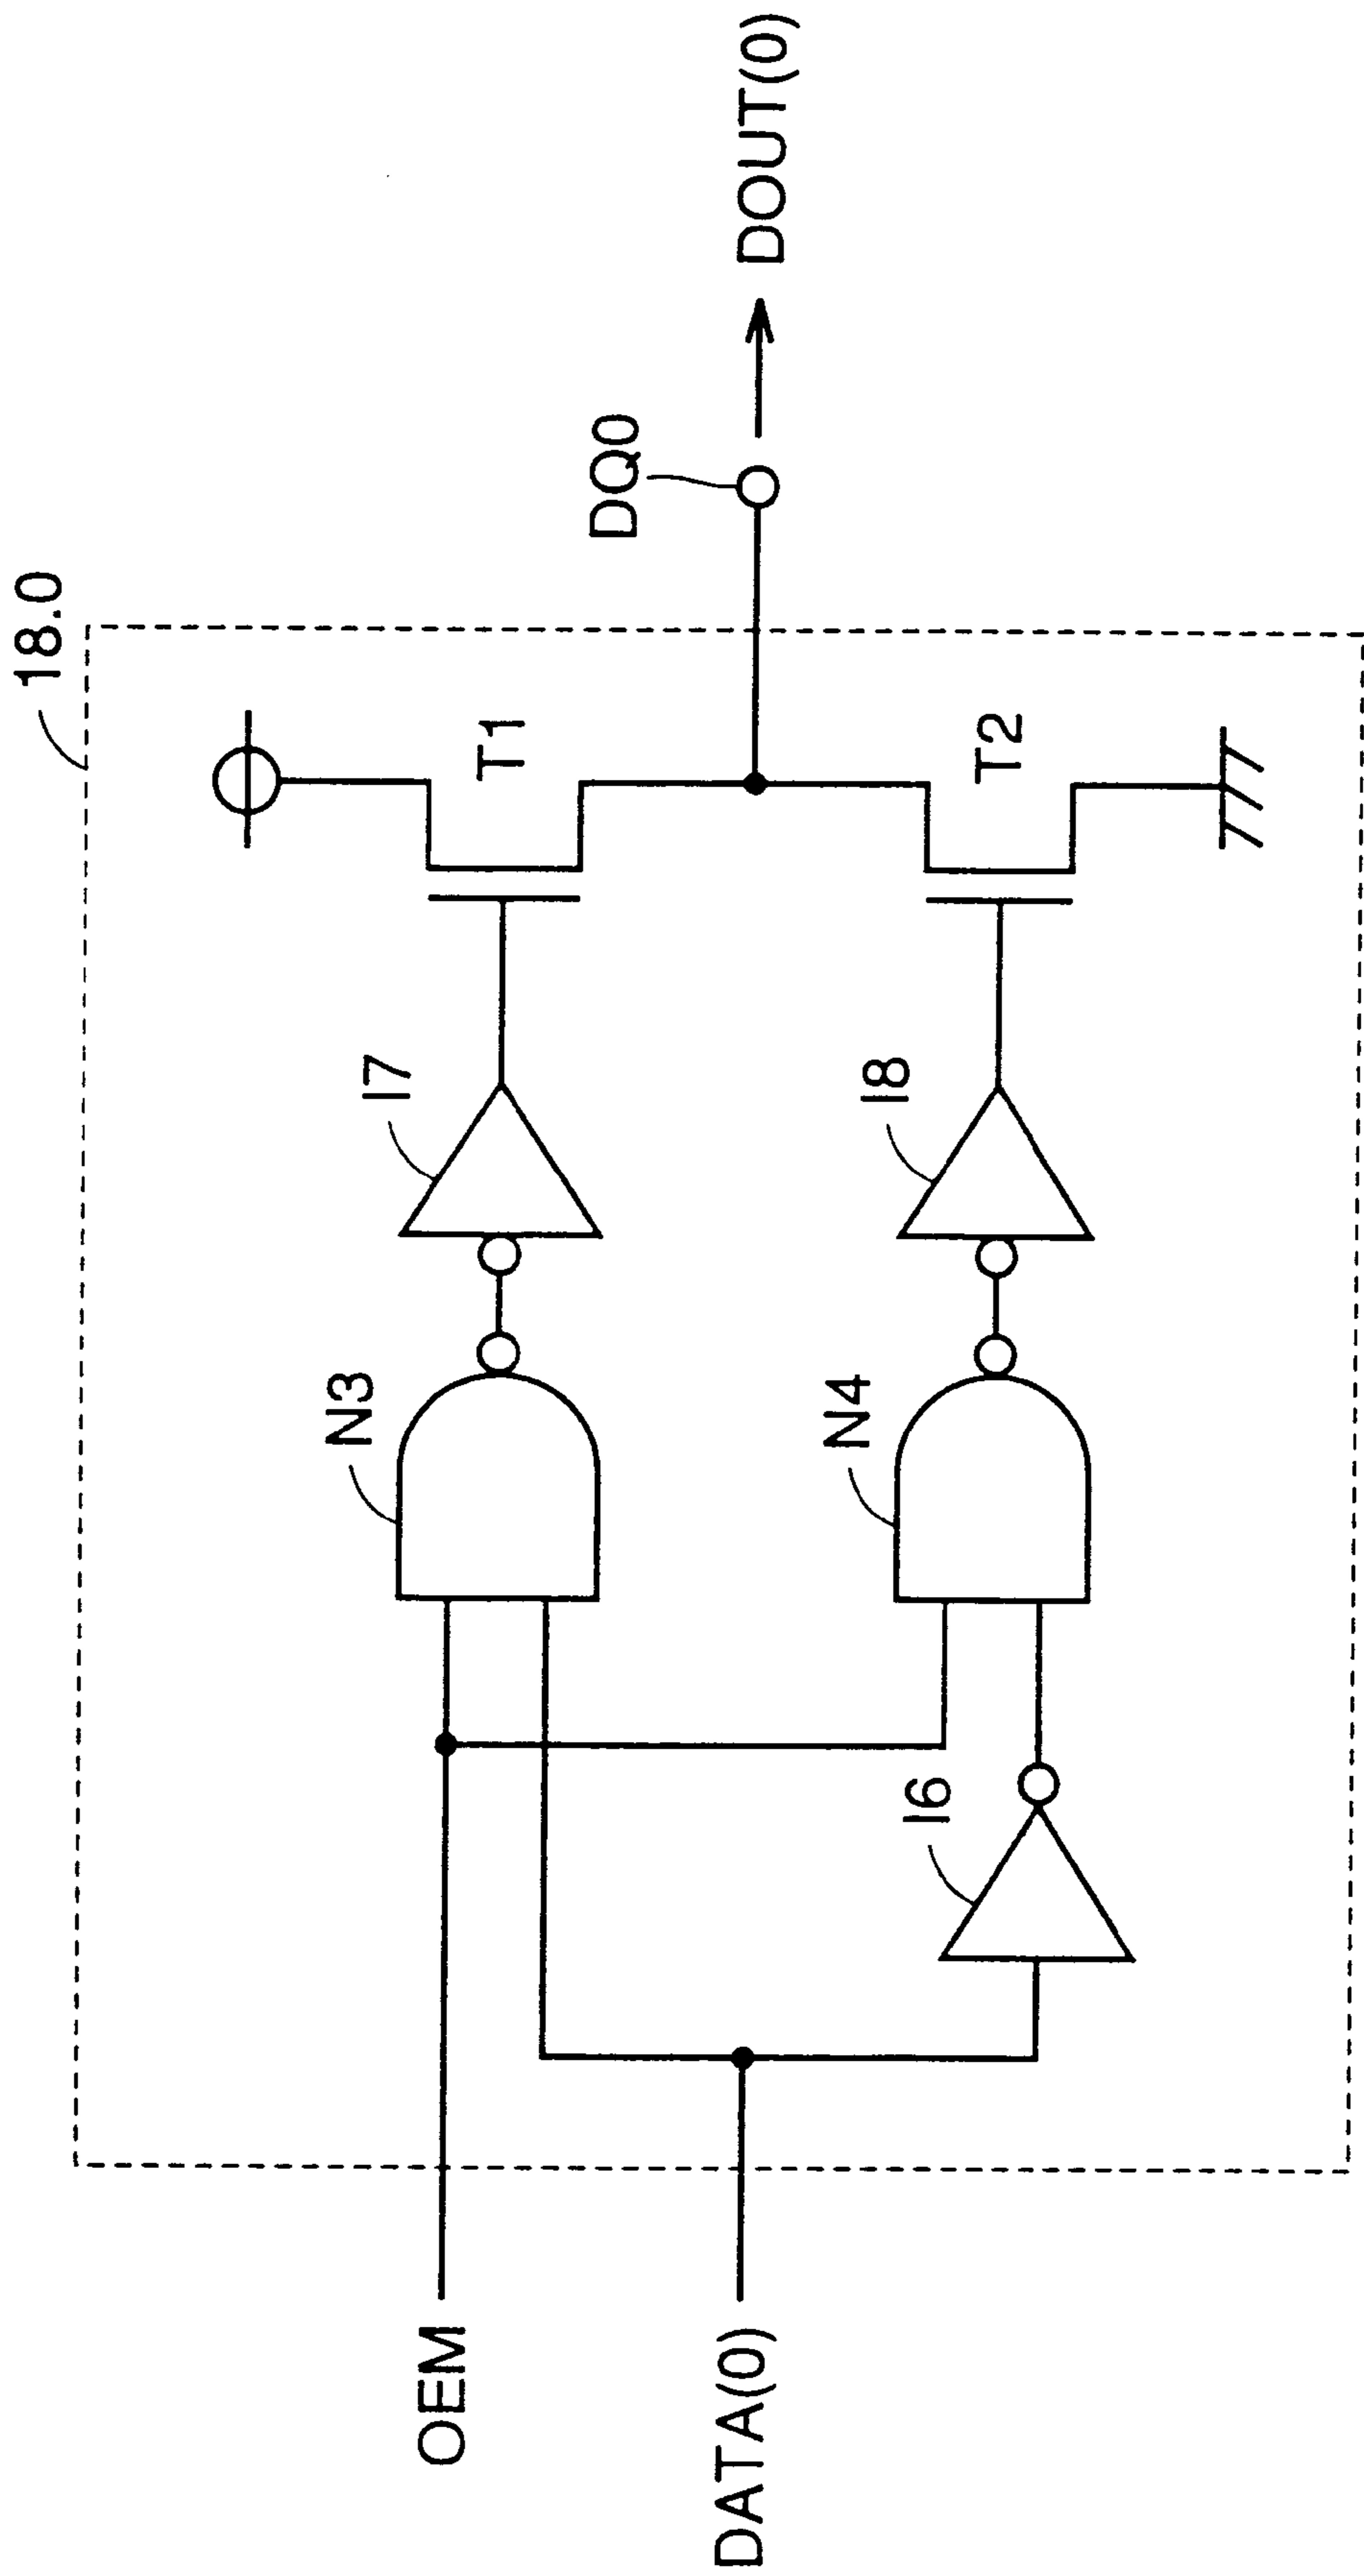 18.0
OEM
DATA(0)
N3
I7
T1
DQ0
DOUT(0)
I6
N4
I8
T2